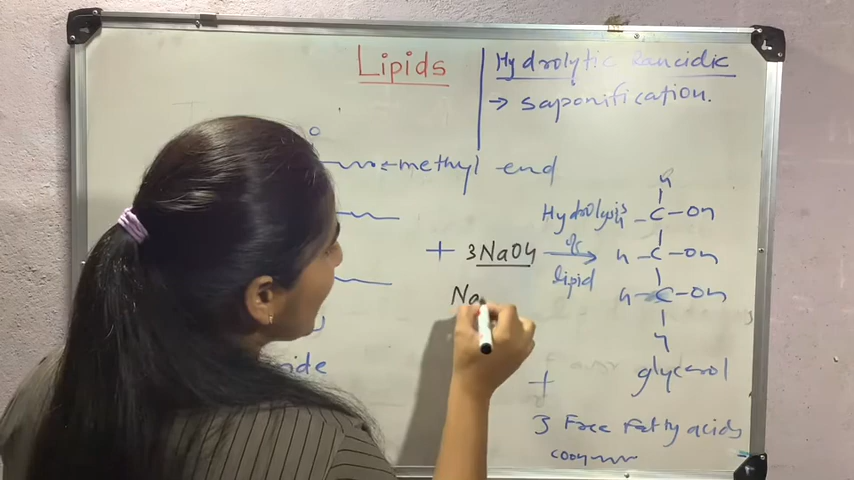 Lipids
Hydrolytic Rancidic
→ saponification.
O
←methyl end
H
Hydrolysis
H - C - OH
+ 3NaOH
of
H - C - OH
lipid
Na
H - C - OH
H
glycerol
ide
+
3 Free Fatty acids
COOH